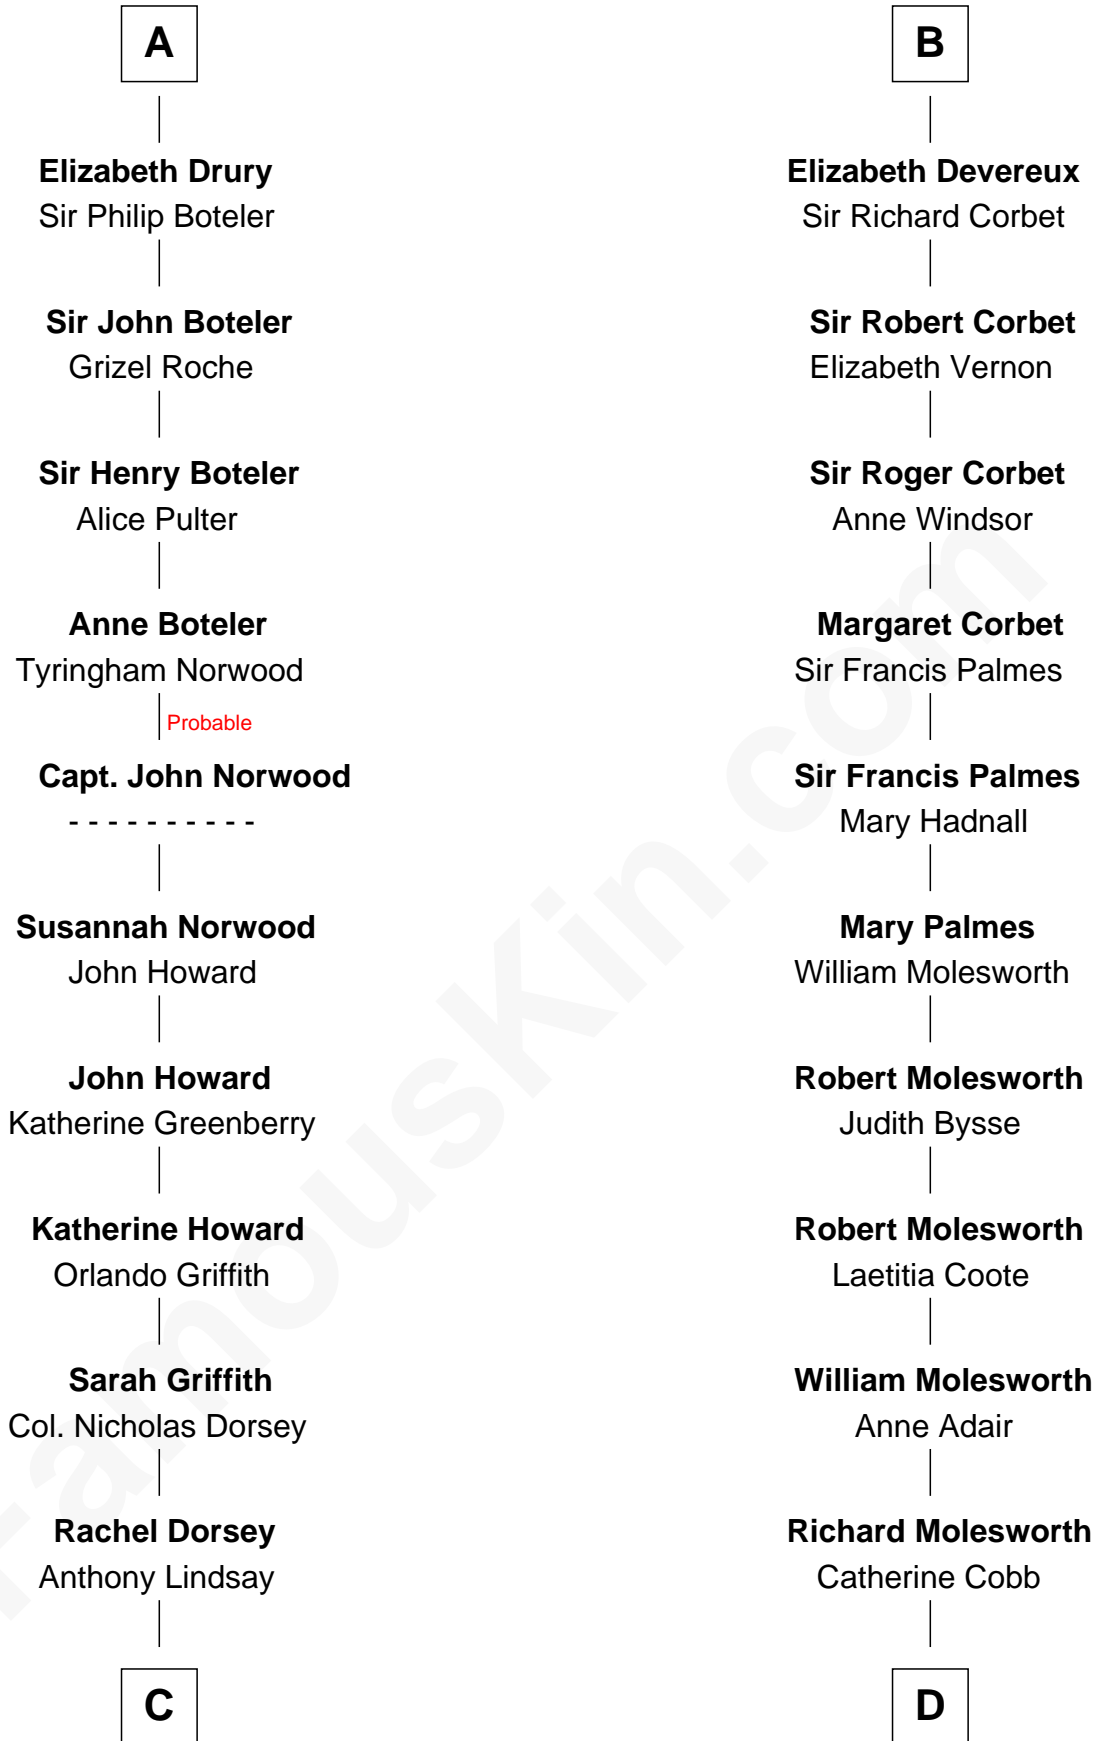 A
Elizabeth Drury
Sir Philip Boteler
Sir John Boteler
Grizel Roche
Sir Henry Boteler
Alice Pulter
Anne Boteler
Tyringham Norwood
Probable
Capt. John Norwood
- - - - - - - - - -
Susannah Norwood
John Howard
John Howard
Katherine Greenberry
Katherine Howard
Orlando Griffith
Sarah Griffith
Col. Nicholas Dorsey
Rachel Dorsey
Anthony Lindsay
C
B
Elizabeth Devereux
Sir Richard Corbet
Sir Robert Corbet
Elizabeth Vernon
Sir Roger Corbet
Anne Windsor
Margaret Corbet
Sir Francis Palmes
Sir Francis Palmes
Mary Hadnall
Mary Palmes
William Molesworth
Robert Molesworth
Judith Bysse
Robert Molesworth
Laetitia Coote
William Molesworth
Anne Adair
Richard Molesworth
Catherine Cobb
D
FamousKin.com